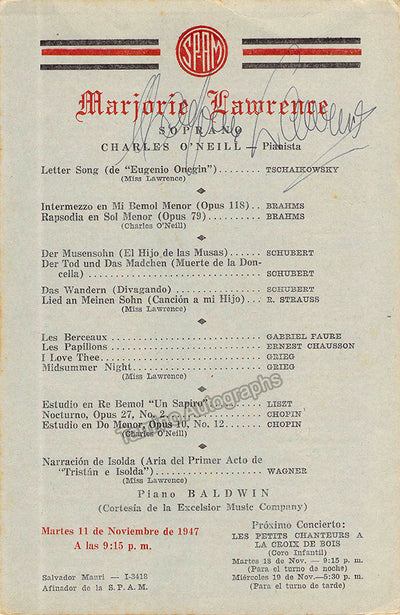 SPAM
Marjorie Lawrence
Marjorie Lawrence
SOPRANO
CHARLES O'NEILL — Pianista
Letter Song (de "Eugenio Onegin") ............ TSCHAIKOWSKY
(Miss Lawrence)
Intermezzo en Mi Bemol Menor (Opus 118).. BRAHMS
Rapsodia en Sol Menor (Opus 79) .......... BRAHMS
(Charles O'Neill)
Der Musensohn (El Hijo de las Musas) ...... SCHUBERT
Der Tod und Das Madchen (Muerte de la Don-
cella) .................................... SCHUBERT
Das Wandern (Divagando) .................. SCHUBERT
Lied an Meinen Sohn (Canción a mi Hijo)... R. STRAUSS
(Miss Lawrence)
Les Berceaux ............................. GABRIEL FAURE
Les Papillons ............................ ERNEST CHAUSSON
I Love Thee............................... GRIEG
Midsummer Night .......................... GRIEG
(Miss Lawrence)
Tamino Autographs
Estudio en Re Bemol "Un Sapiro" .......... LISZT
Nocturno, Opus 27, No. 2.................. CHOPIN
Estudio en Do Menor, Opus 10, No. 12...... CHOPIN
(Charles O'Neill)
Narración de Isolda (Aria del Primer Acto de
"Tristán e Isolda") ...................... WAGNER
(Miss Lawrence)
Piano BALDWIN
(Cortesía de la Excelsior Music Company)
Martes 11 de Noviembre de 1947
A las 9:15 p. m.
Salvador Mauri — I-3418
Afinador de la S. P. A. M.
Próximo Concierto:
LES PETITS CHANTEURS A
LA CROIX DE BOIS
(Coro Infantil)
Martes 18 de Nov. — 9:15 p. m.
(Para el turno de noche)
Miércoles 19 de Nov.—5:30 p. m.
(Para el turno de tarde)